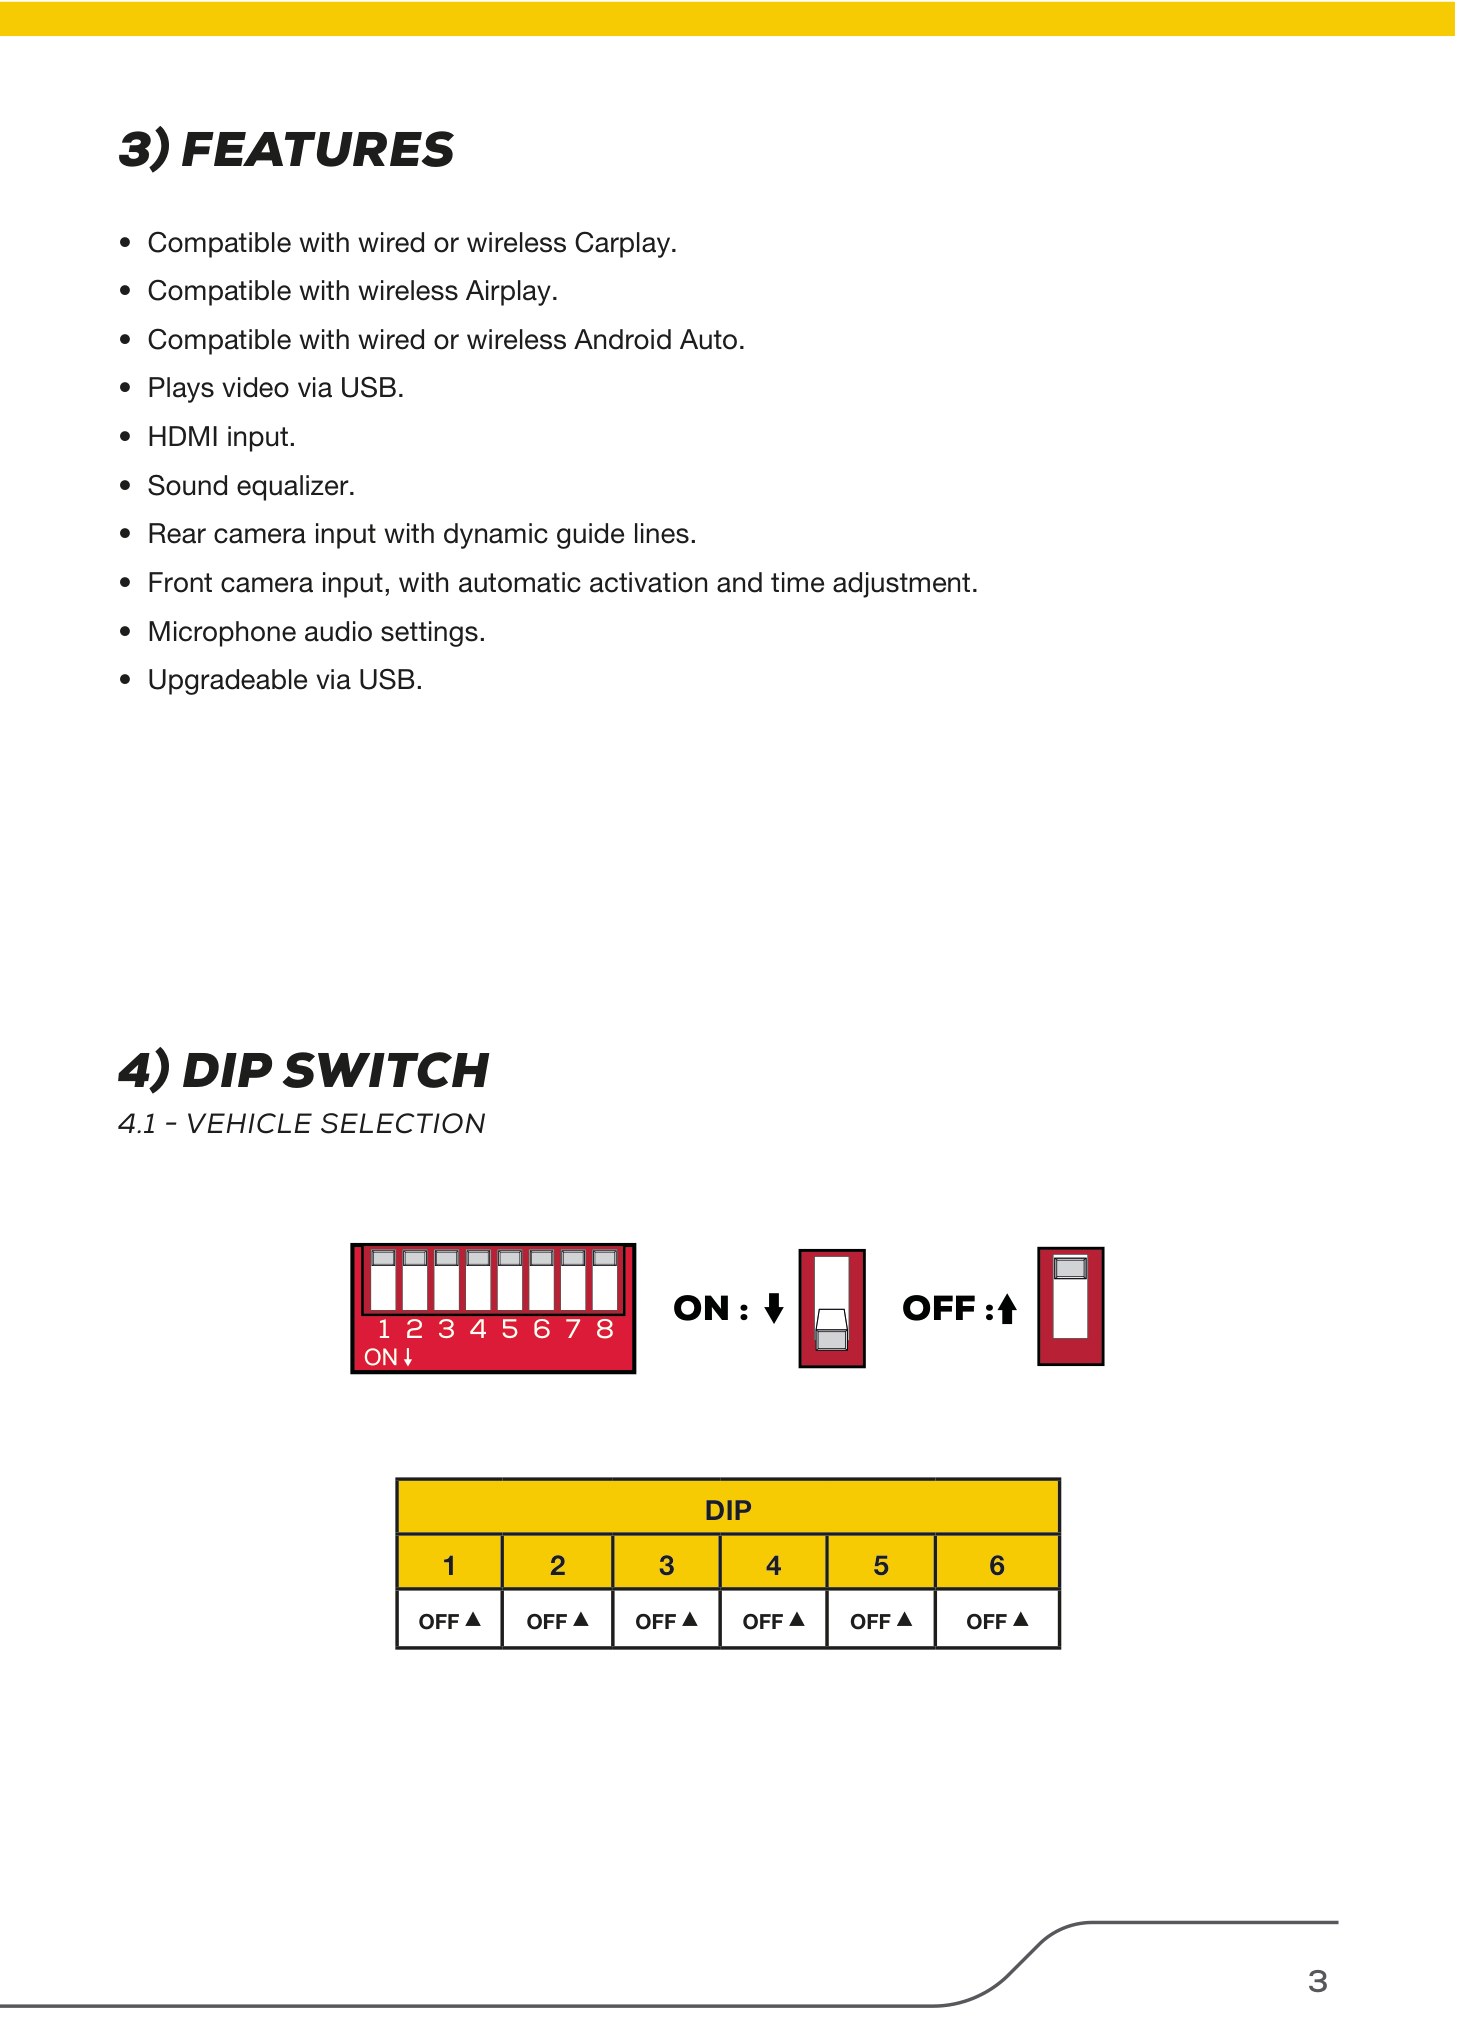 3) FEATURES
• Compatible with wired or wireless Carplay.
• Compatible with wireless Airplay.
• Compatible with wired or wireless Android Auto.
• Plays video via USB.
• HDMI input.
• Sound equalizer.
• Rear camera input with dynamic guide lines.
• Front camera input, with automatic activation and time adjustment.
• Microphone audio settings.
• Upgradeable via USB.
4) DIP SWITCH
4.1 - VEHICLE SELECTION
1 2 3 4 5 6 7 8
ON ↓
ON : ⬇
OFF : ⬆
DIP
1 2 3 4 5 6
OFF ▲ OFF ▲ OFF ▲ OFF ▲ OFF ▲ OFF ▲
3